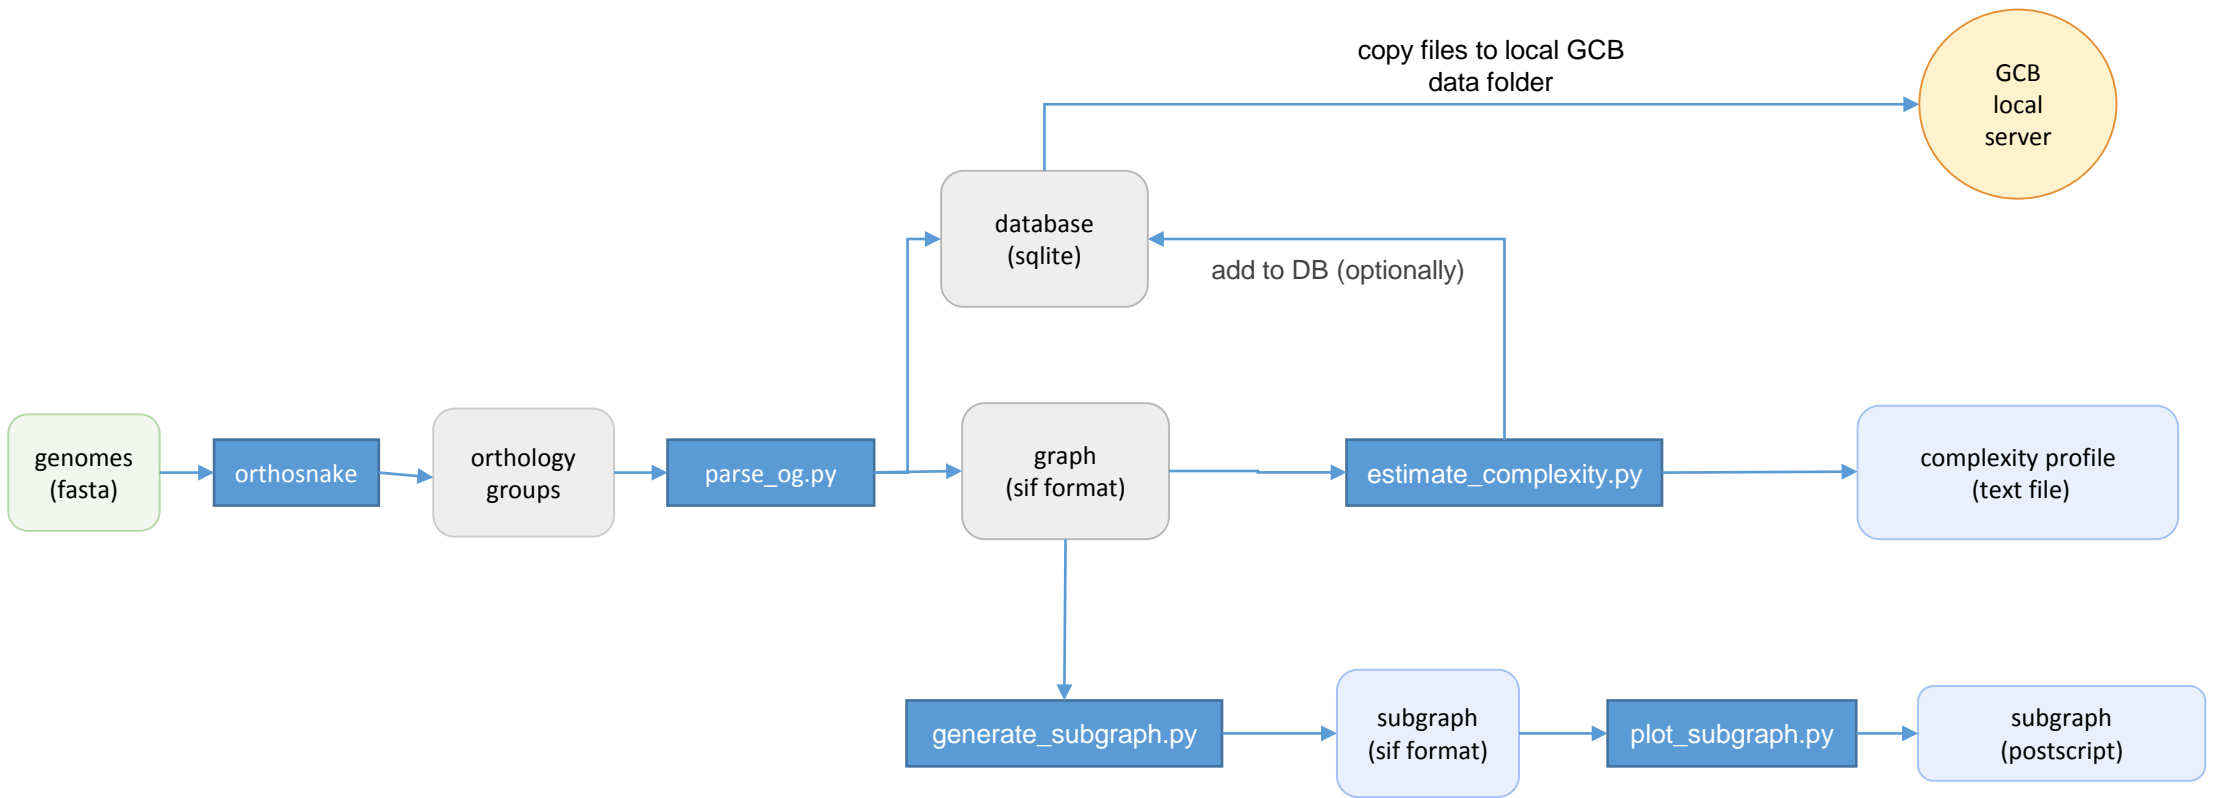 copy files to local GCB
data folder
GCB
local
server
database
(sqlite)
add to DB (optionally)
genomes
(fasta)
orthosnake
orthology
groups
parse_og.py
graph
(sif format)
estimate_complexity.py
complexity profile
(text file)
generate_subgraph.py
subgraph
(sif format)
plot_subgraph.py
subgraph
(postscript)